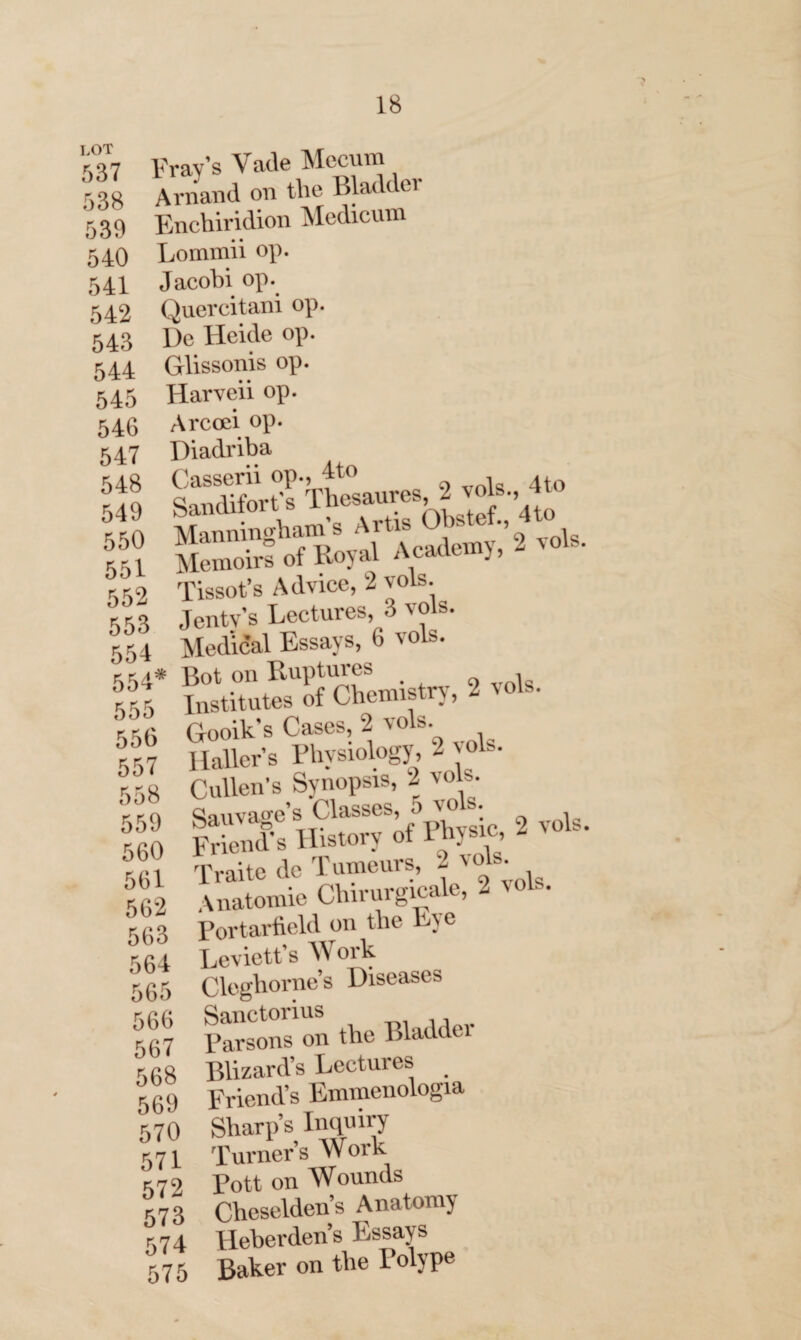 18
LOT
537 Fray's Vade Mecum
538 Arnand on the Bladder
539 Enchiridion Medicum
540 Lommii op.
541 Jacobi op.
542 Quercitani op.
543 De Heide op.
544 Glissonis op.
545 Harveii op.
546 Arcœi op.
547 Diadriba
548 Casserii op., 4to
549 Sandifort's Thesaures, 2 vols., 4to
550 Manningham's Artis Obstef., 4to
551 Memoirs of Royal Academy, 2 vols.
552 Tissot's Advice, 2 vols.
553 Jenty's Lectures, 3 vols.
554 Medical Essays, 6 vols.
554* Bot on Ruptures
555 Institutes of Chemistry, 2 vols.
556 Gooik's Cases, 2 vols.
557 Haller's Physiology, 2 vols.
558 Cullen's Synopsis, 2 vols.
559 Sauvage's Classes, 5 vols.
560 Friend's History of Physic, 2 vols.
561 Traite de Tumeurs, 2 vols.
562 Anatomie Chirurgicale, 2 vols.
563 Portarfield on the Eye
564 Leviett's Work
565 Cleghorne's Diseases
566 Sanctorius
567 Parsons on the Bladder
568 Blizard's Lectures
569 Friend's Emmenologia
570 Sharp's Inquiry
571 Turner's Work
572 Pott on Wounds
573 Cheselden's Anatomy
574 Heberden's Essays
575 Baker on the Polype